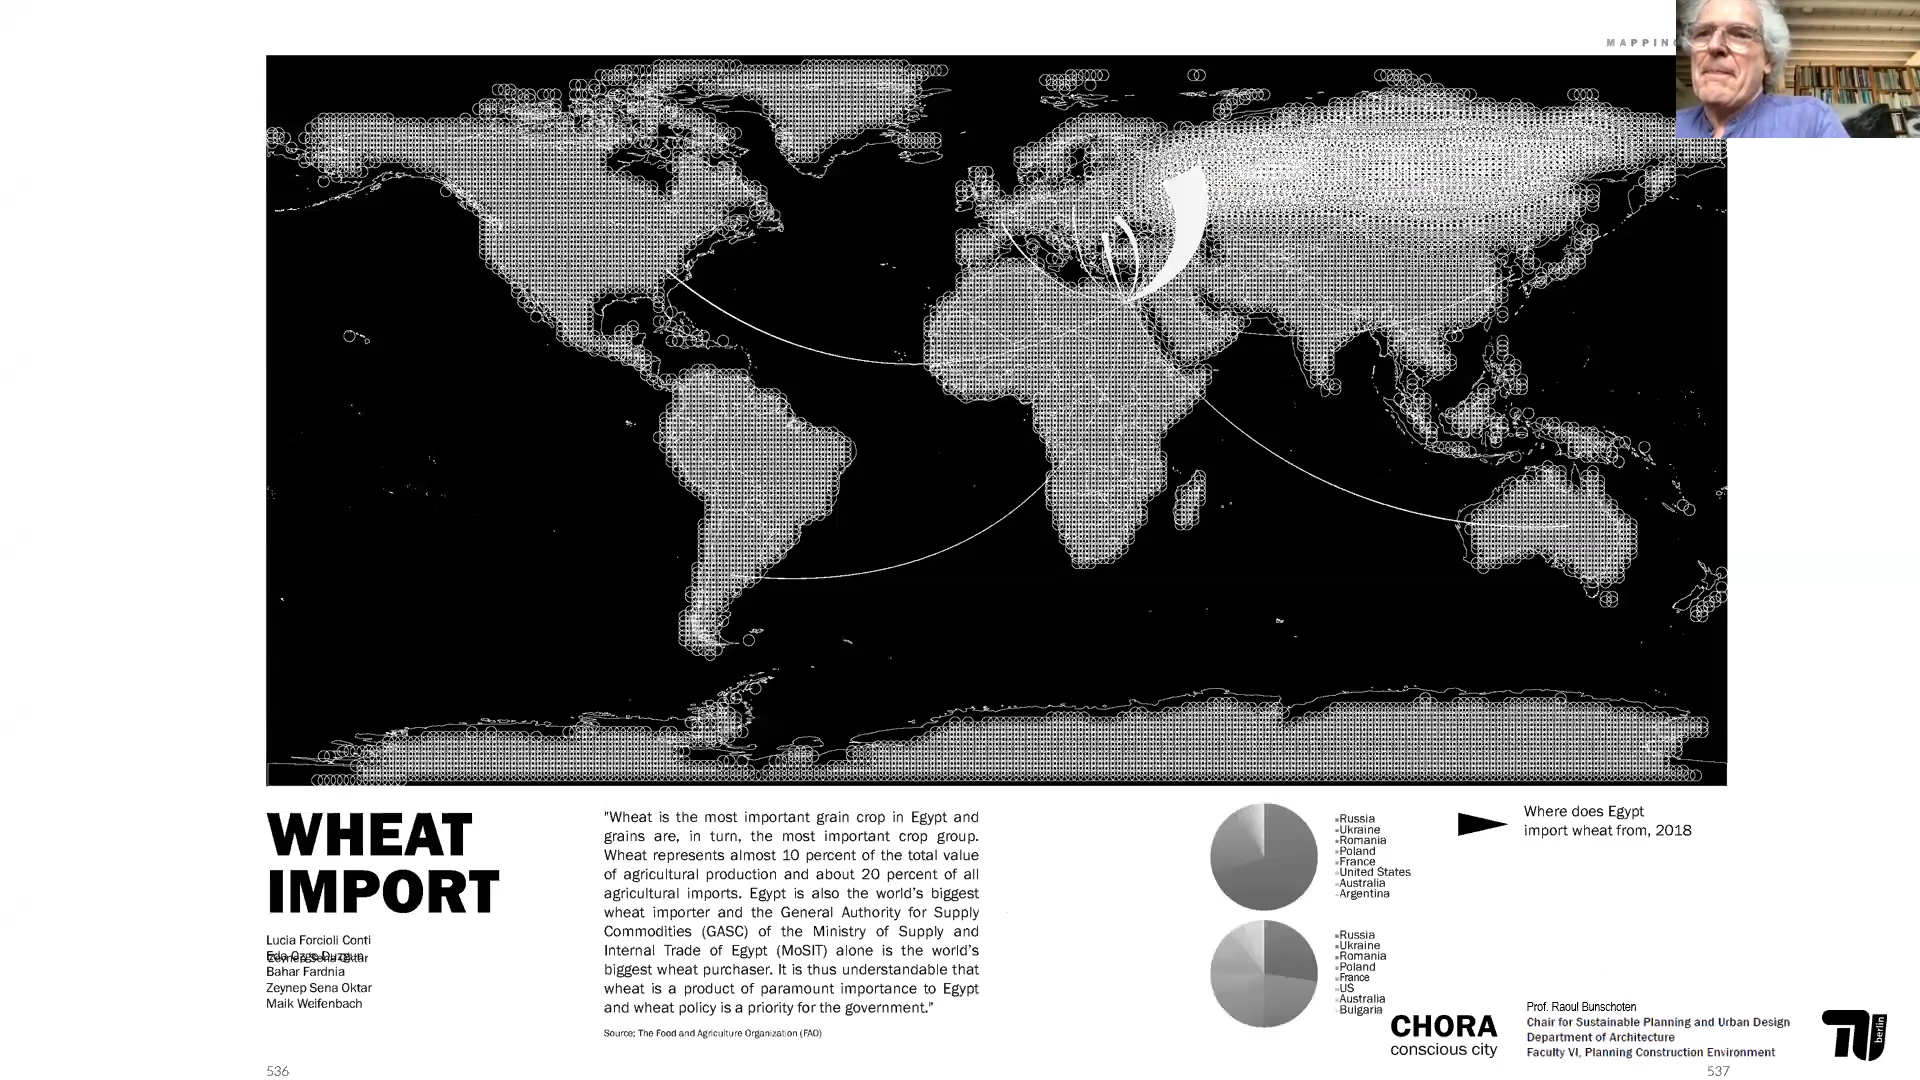 MAPPIN
WHEAT
IMPORT
Lucia Forcioli Conti
Zeynep Sena Oktar
Bahar Fardnia
Zeynep Sena Oktar
Maik Weifenbach
"Wheat is the most important grain crop in Egypt and
grains are, in turn, the most important crop group.
Wheat represents almost 10 percent of the total value
of agricultural production and about 20 percent of all
agricultural imports. Egypt is also the world's biggest
wheat importer and the General Authority for Supply
Commodities (GASC) of the Ministry of Supply and
Internal Trade of Egypt (MoSIT) alone is the world's
biggest wheat purchaser. It is thus understandable that
wheat is a product of paramount importance to Egypt
and wheat policy is a priority for the government."
Source: The Food and Agriculture Organization (FAO)
Russia
Ukraine
Romania
Poland
France
United States
Australia
Argentina
Russia
Ukraine
Romania
Poland
France
US
Australia
Bulgaria
Where does Egypt
import wheat from, 2018
CHORA
conscious city
Prof. Raoul Bunschoten
Chair for Sustainable Planning and Urban Design
Department of Architecture
Faculty VI, Planning Construction Environment
berlin
536
537